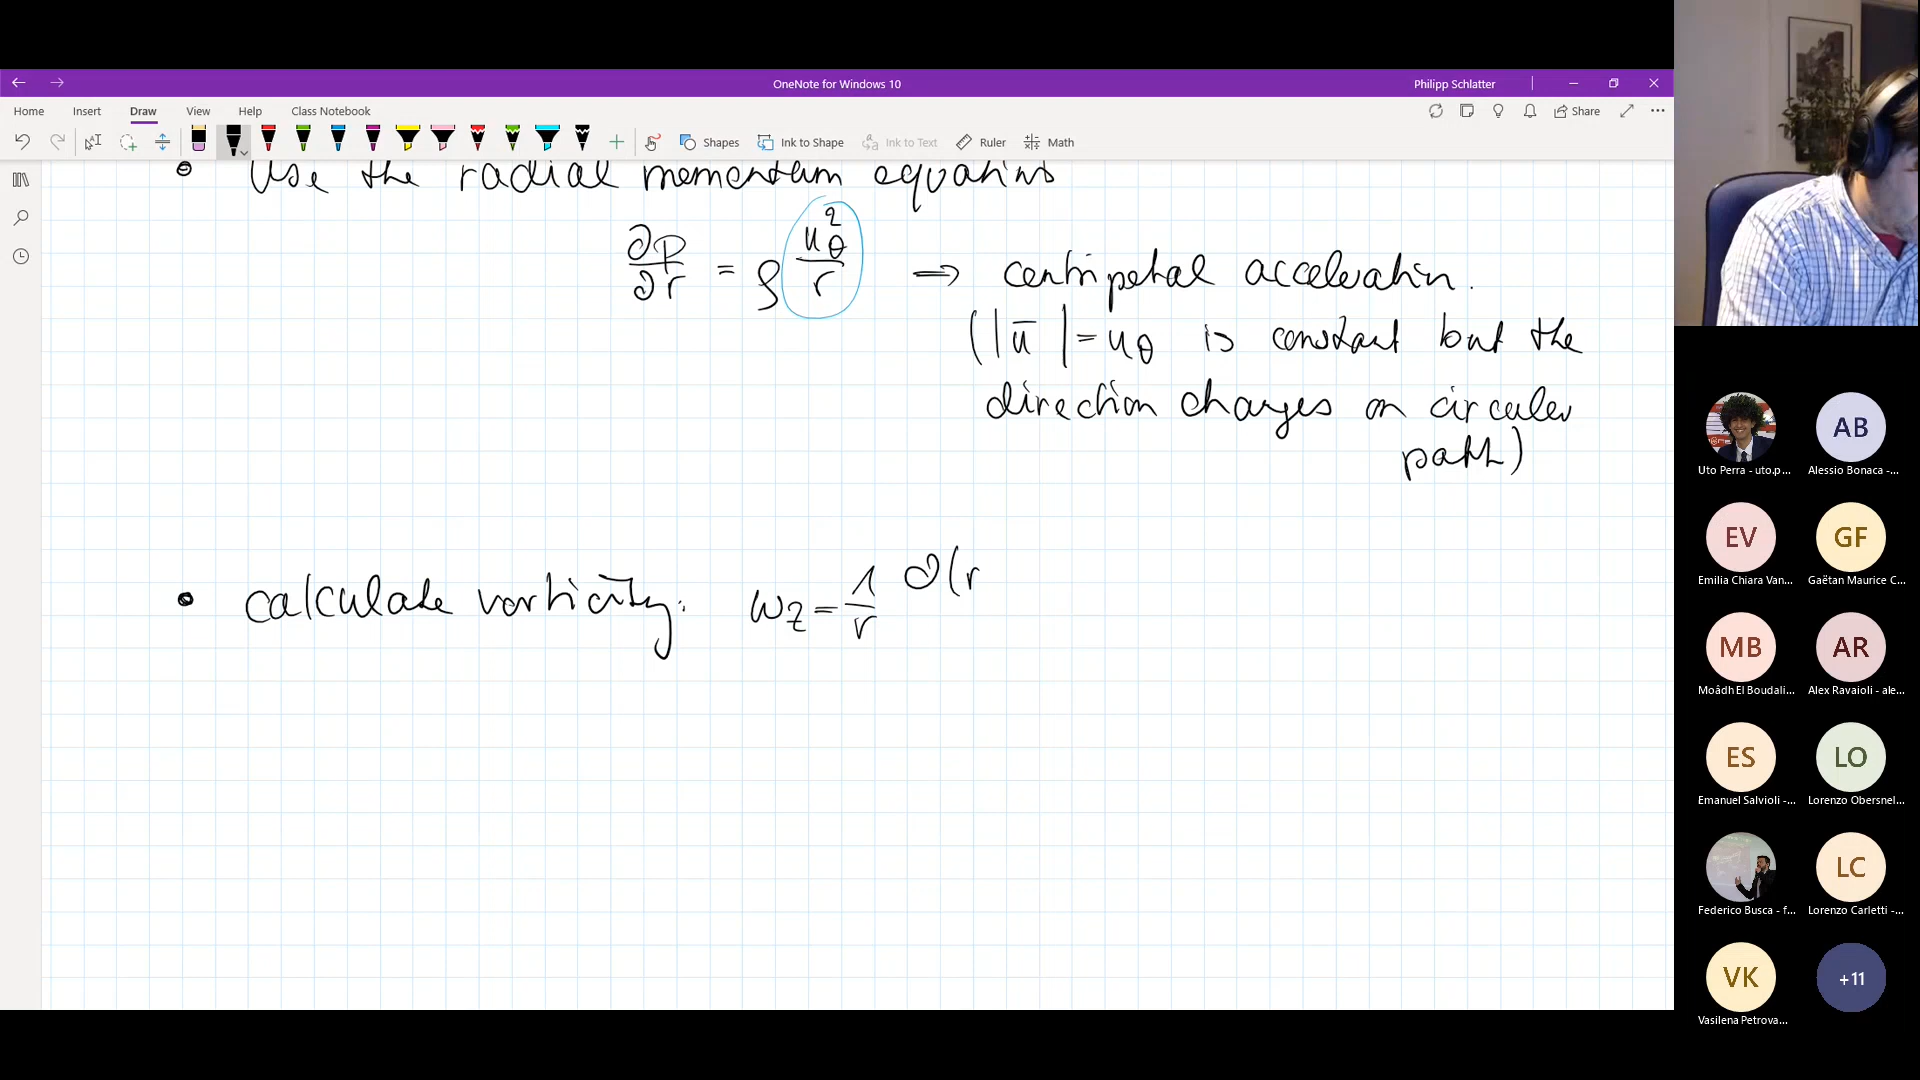 OneNote for Windows 10
Philipp Schlatter
Home Insert Draw View Help Class Notebook
Share
Shapes Ink to Shape Ink to Text Ruler Math
• Use the radial momentum equations
∂p/∂r = ρ u_θ²/r ⇒ centripetal acceleration.
(|ū| = u_θ is constant but the
direction changes on circular
path)
• calculate vorticity: ω_z = 1/r ∂(r
Uto Perra - uto.p...
AB
Alessio Bonaca -...
EV
Emilia Chiara Van...
GF
Gaëtan Maurice C...
MB
Moâdh El Boudali...
AR
Alex Ravaioli - ale...
ES
Emanuel Salvioli -...
LO
Lorenzo Obersnel...
Federico Busca - f...
LC
Lorenzo Carletti -...
VK
Vasilena Petrova...
+11